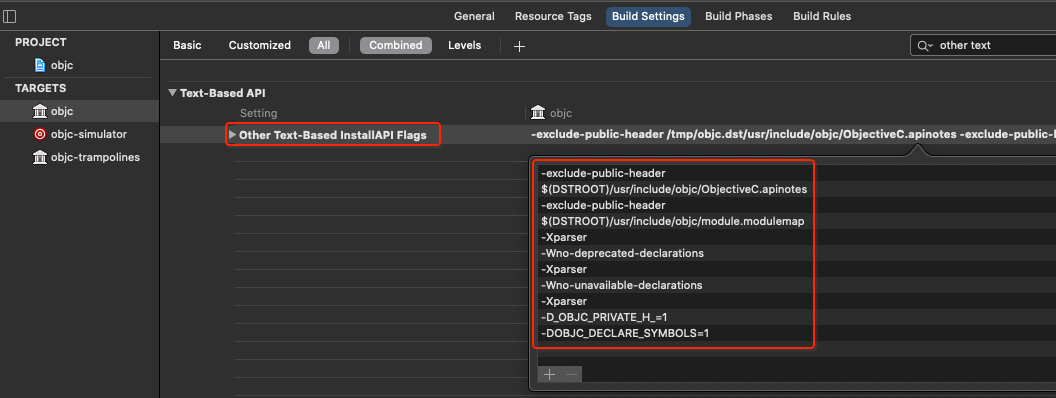 General Resource Tags Build Settings Build Phases Build Rules
PROJECT
objc
TARGETS
objc
objc-simulator
objc-trampolines
Basic Customized All Combined Levels + other text
Text-Based API
Setting objc
Other Text-Based InstallAPI Flags -exclude-public-header /tmp/objc.dst/usr/include/objc/ObjectiveC.apinotes -exclude-public-h
-exclude-public-header
$(DSTROOT)/usr/include/objc/ObjectiveC.apinotes
-exclude-public-header
$(DSTROOT)/usr/include/objc/module.modulemap
-Xparser
-Wno-deprecated-declarations
-Xparser
-Wno-unavailable-declarations
-Xparser
-D_OBJC_PRIVATE_H_=1
-DOBJC_DECLARE_SYMBOLS=1